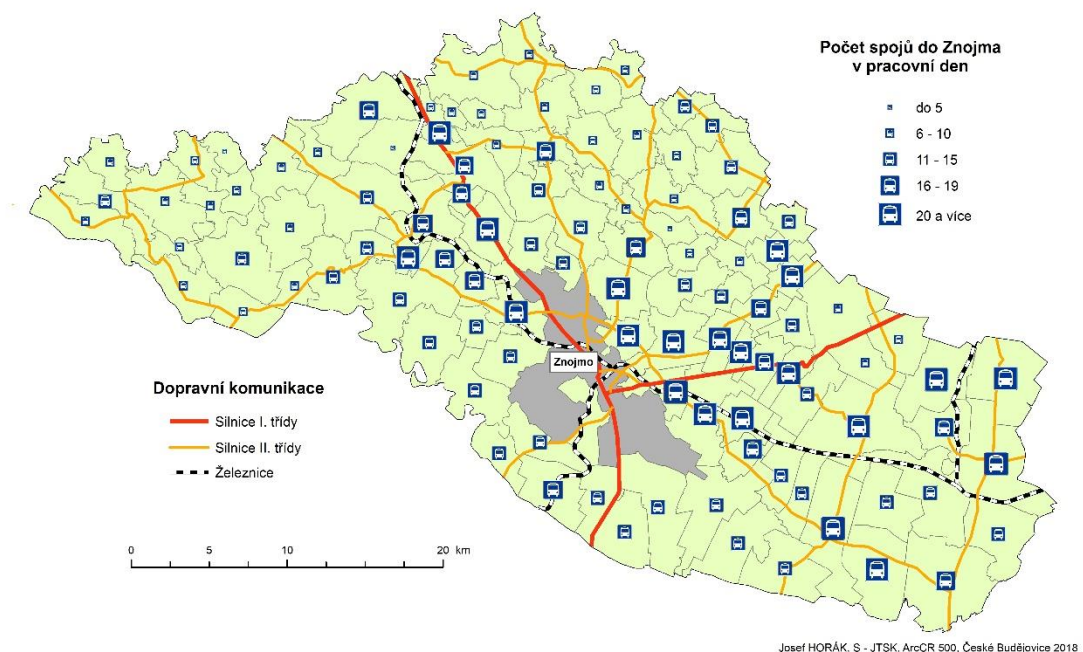 Počet spojů do Znojma
v pracovní den
do 5
6 - 10
11 - 15
16 - 19
20 a více
Znojmo
Dopravní komunikace
Silnice I. třídy
Silnice II. třídy
Železnice
0 5 10 20 km
Josef HORÁK, S - JTSK, ArcCR 500, České Budějovice 2018